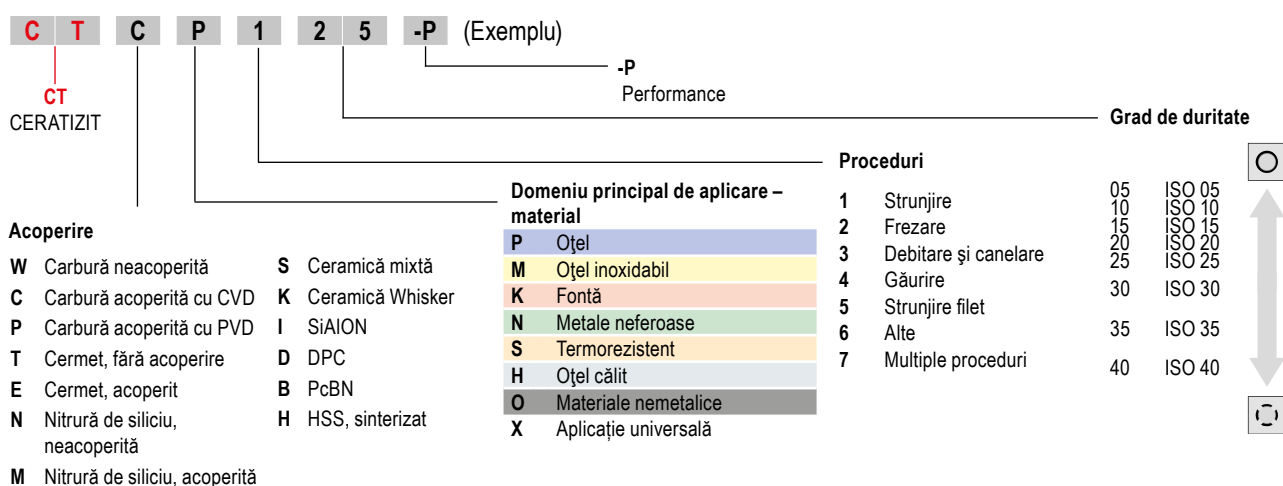 C T C P 1 2 5 -P (Exemplu)
-P
Performance
CT
CERATIZIT
Grad de duritate
05 ISO 05
10 ISO 10
15 ISO 15
20 ISO 20
25 ISO 25
30 ISO 30
35 ISO 35
40 ISO 40
Proceduri
1 Strunjire
2 Frezare
3 Debitare şi canelare
4 Găurire
5 Strunjire filet
6 Alte
7 Multiple proceduri
Domeniu principal de aplicare –
material
P Oţel
M Oţel inoxidabil
K Fontă
N Metale neferoase
S Termorezistent
H Oţel călit
O Materiale nemetalice
X Aplicație universală
Acoperire
W Carbură neacoperită
C Carbură acoperită cu CVD
P Carbură acoperită cu PVD
T Cermet, fără acoperire
E Cermet, acoperit
N Nitrură de siliciu,
neacoperită
M Nitrură de siliciu, acoperită
S Ceramică mixtă
K Ceramică Whisker
I SiAlON
D DPC
B PcBN
H HSS, sinterizat